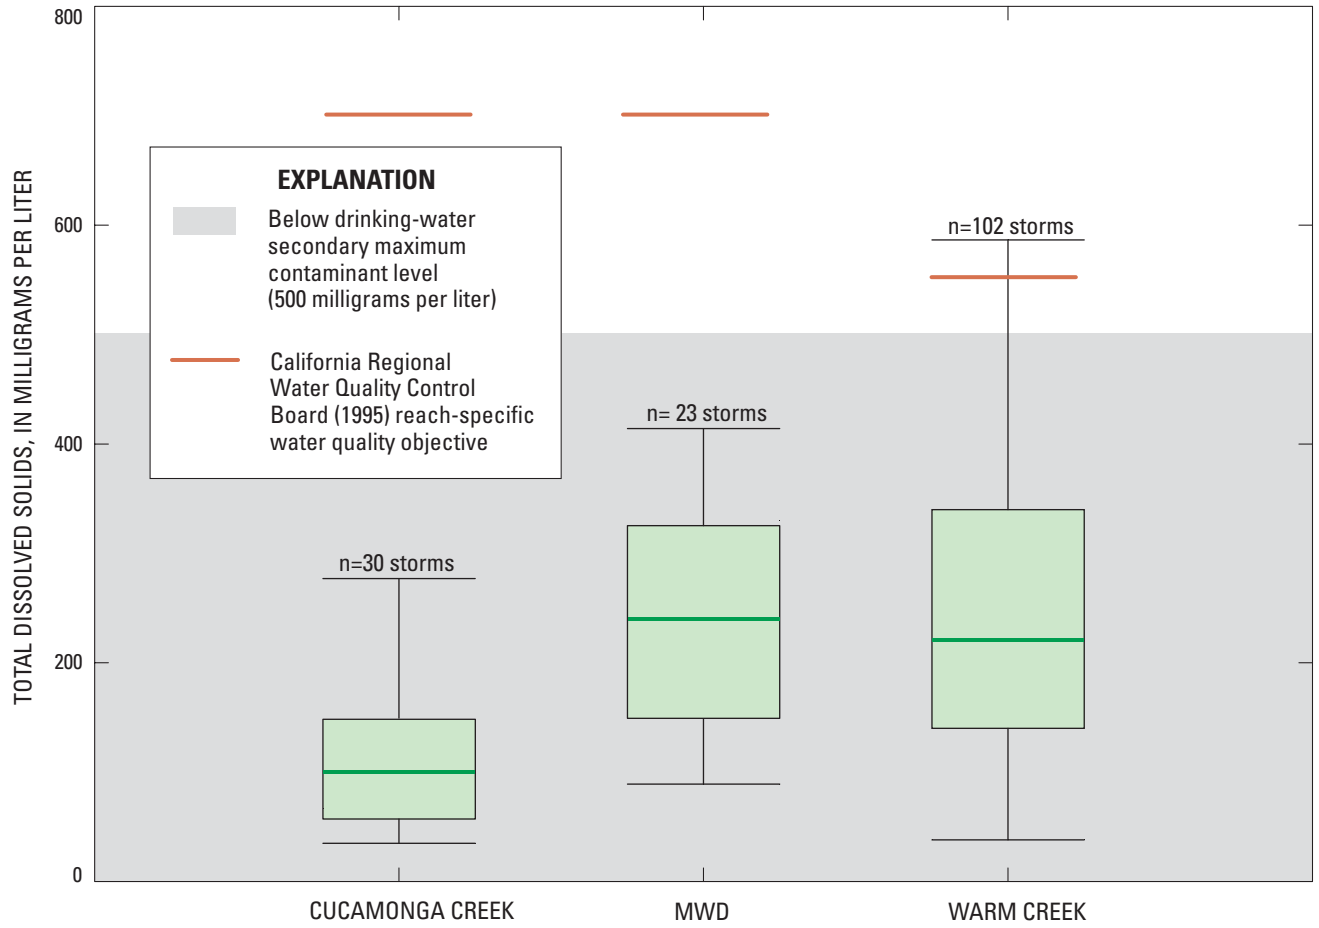 TOTAL DISSOLVED SOLIDS, IN MILLIGRAMS PER LITER
800
600
400
200
0
EXPLANATION
Below drinking-water
secondary maximum
contaminant level
(500 milligrams per liter)
California Regional
Water Quality Control
Board (1995) reach-specific
water quality objective
n=30 storms
n= 23 storms
n=102 storms
CUCAMONGA CREEK
MWD
WARM CREEK